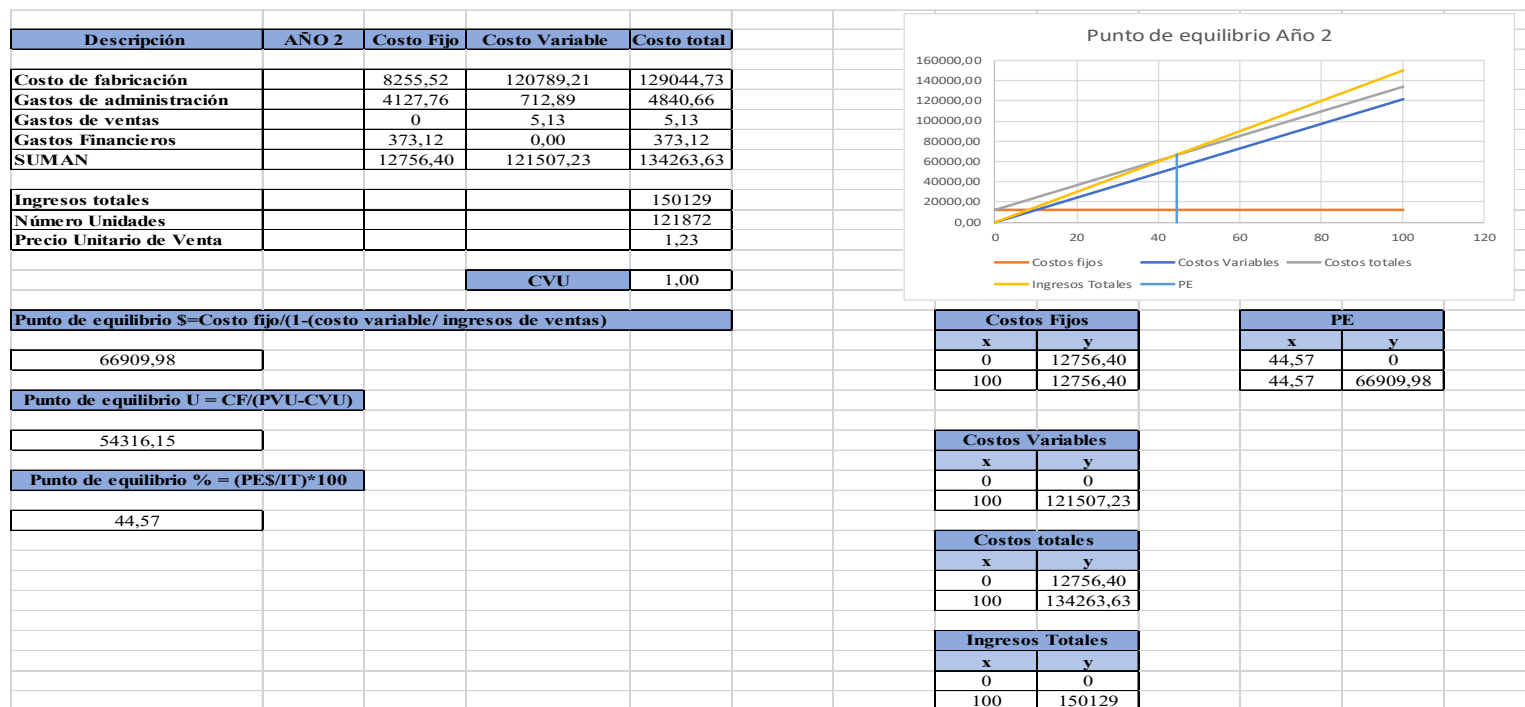 Descripción AÑO 2 Costo Fijo Costo Variable Costo total
Costo de fabricación 8255,52 120789,21 129044,73
Gastos de administración 4127,76 712,89 4840,66
Gastos de ventas 0 5,13 5,13
Gastos Financieros 373,12 0,00 373,12
SUMAN 12756,40 121507,23 134263,63
Ingresos totales 150129
Número Unidades 121872
Precio Unitario de Venta 1,23
CVU 1,00
Punto de equilibrio $=Costo fijo/(1-(costo variable/ ingresos de ventas)
66909,98
Punto de equilibrio U = CF/(PVU-CVU)
54316,15
Punto de equilibrio % = (PE$/IT)*100
44,57
Punto de equilibrio Año 2
160000,00
140000,00
120000,00
100000,00
80000,00
60000,00
40000,00
20000,00
0,00
0 20 40 60 80 100 120
Costos fijos Costos Variables Costos totales
Ingresos Totales PE
Costos Fijos
x y
0 12756,40
100 12756,40
PE
x y
44,57 0
44,57 66909,98
Costos Variables
x y
0 0
100 121507,23
Costos totales
x y
0 12756,40
100 134263,63
Ingresos Totales
x y
0 0
100 150129